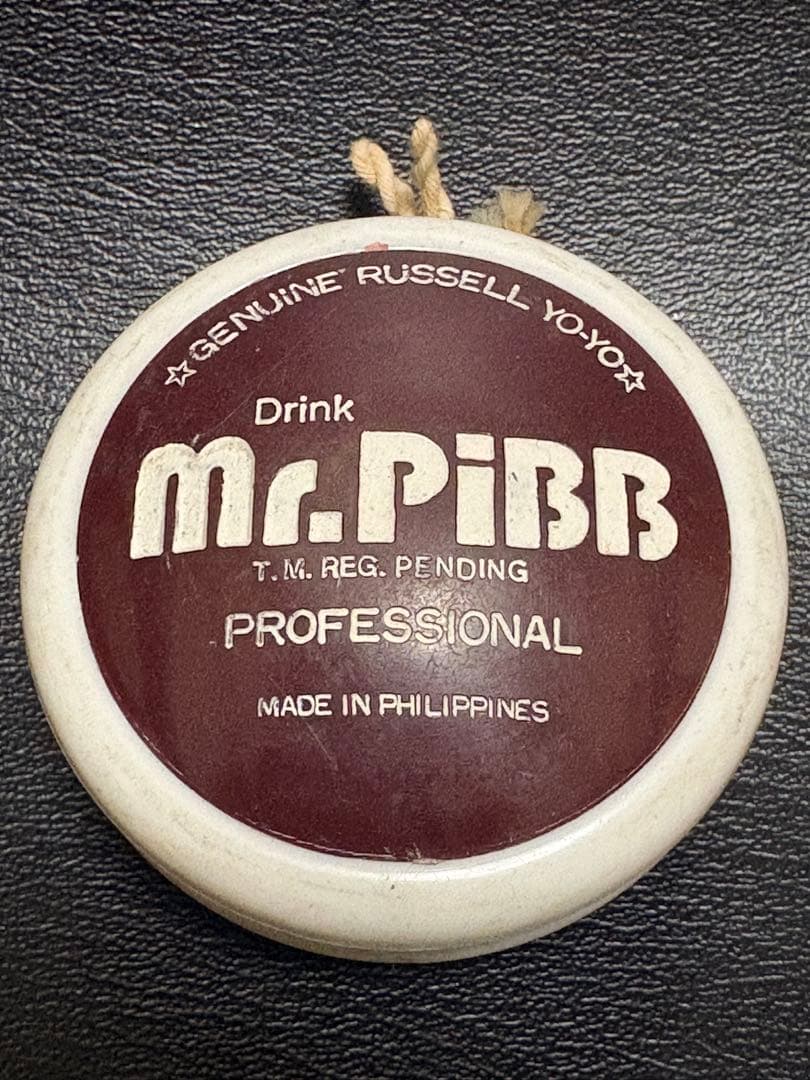 ☆GENUiNE RUSSELL YO-YO☆
Drink
Mr.PiBB
T.M. REG. PENDING
PROFESSIONAL
MADE IN PHILIPPINES